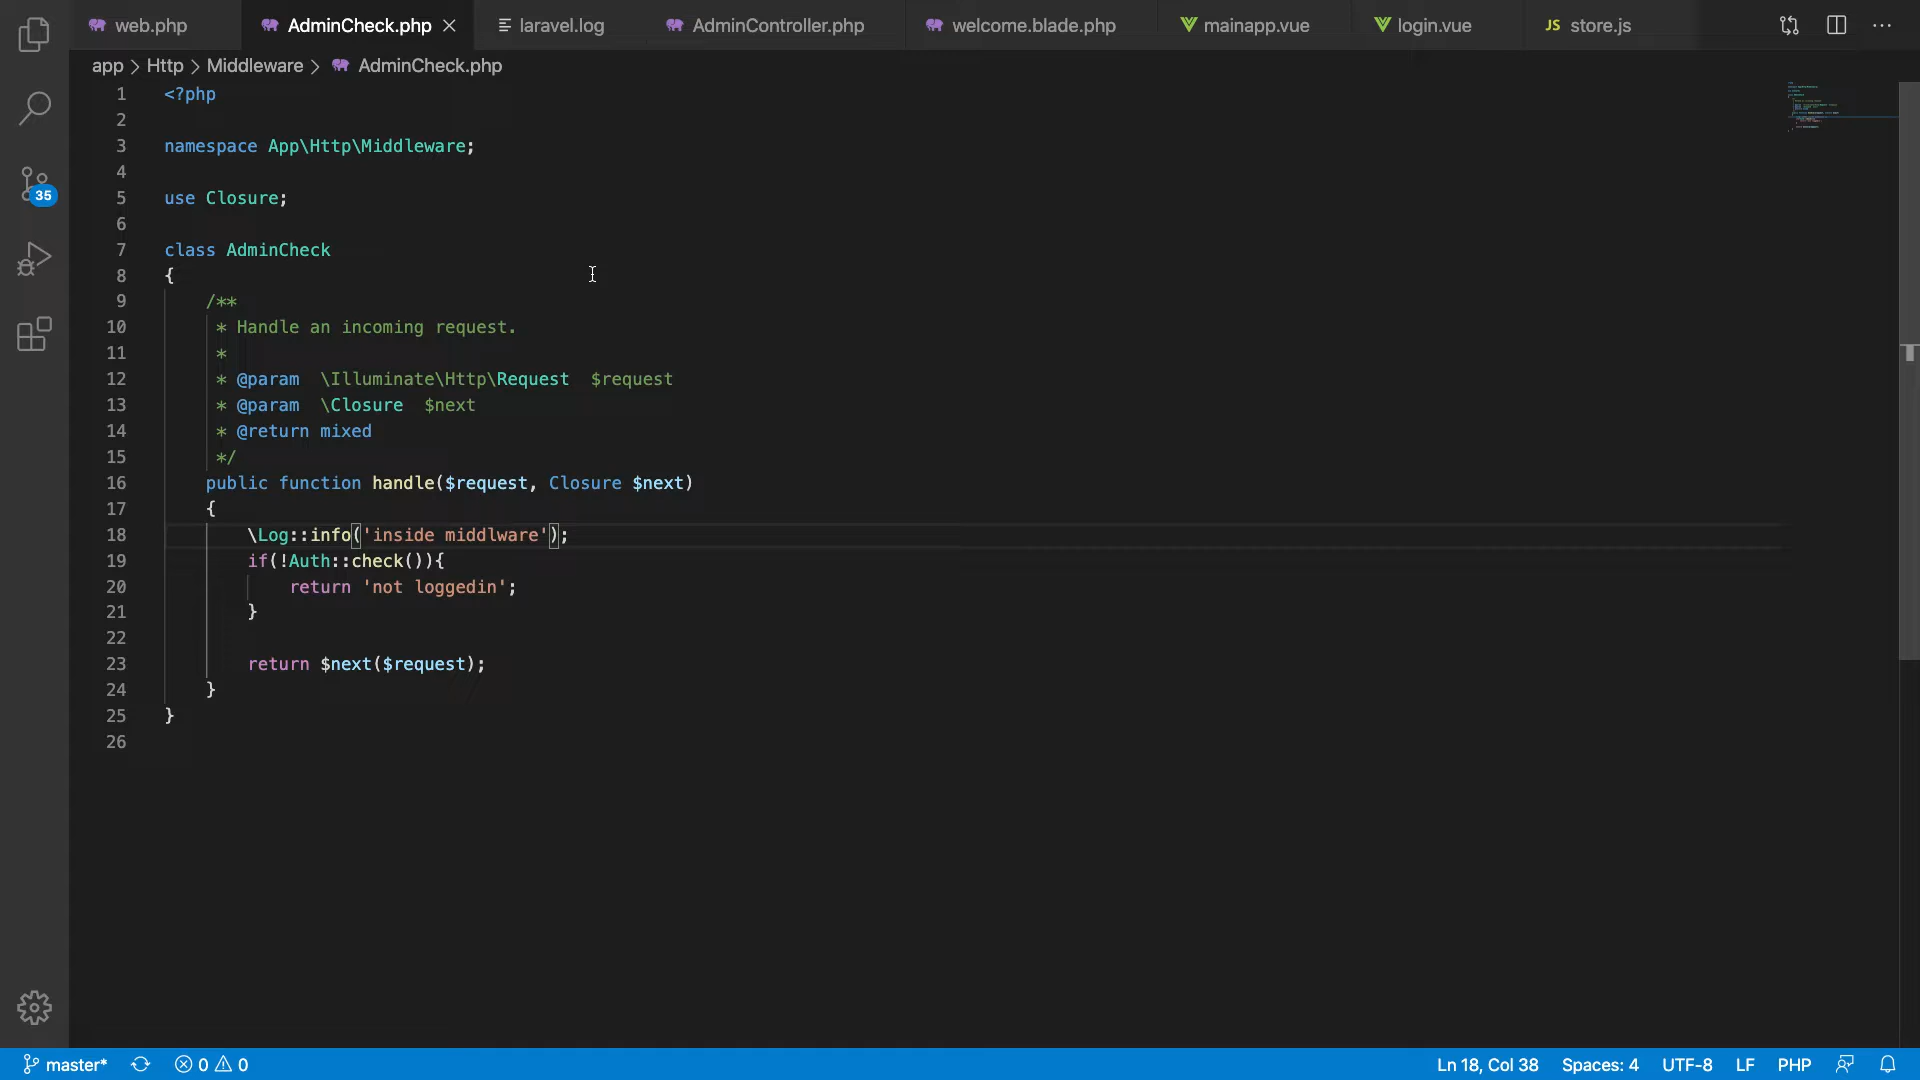 web.php AdminCheck.php laravel.log AdminController.php welcome.blade.php mainapp.vue login.vue JS store.js
app > Http > Middleware > AdminCheck.php
1 <?php
2
3 namespace App\Http\Middleware;
4
35
5 use Closure;
6
7 class AdminCheck
8 {
9 /**
10 * Handle an incoming request.
11 *
12 * @param \Illuminate\Http\Request $request
13 * @param \Closure $next
14 * @return mixed
15 */
16 public function handle($request, Closure $next)
17 {
18 \Log::info('inside middlware');
19 if(!Auth::check()){
20 return 'not loggedin';
21 }
22
23 return $next($request);
24 }
25 }
26
master* 0 0 Ln 18, Col 38 Spaces: 4 UTF-8 LF PHP